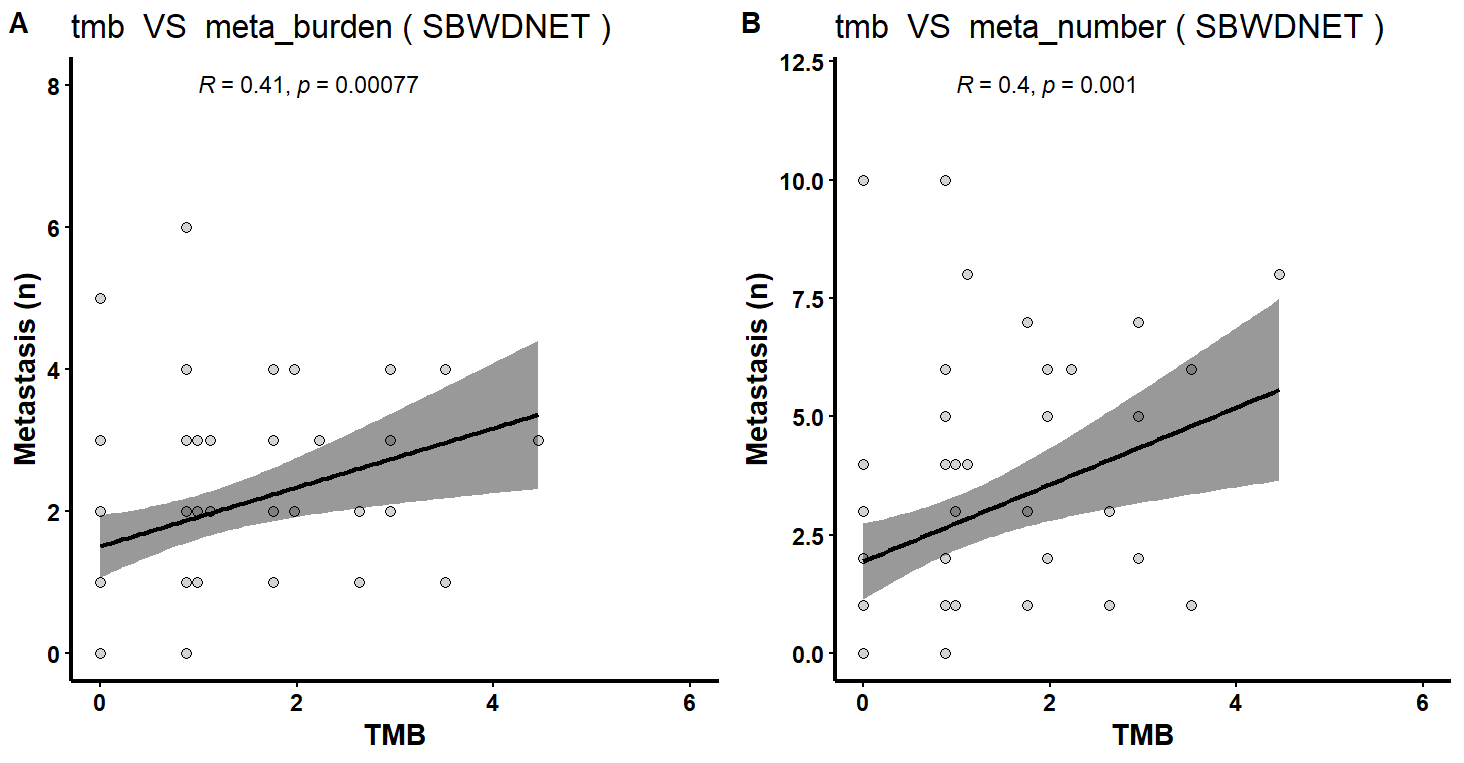 A tmb VS meta_burden ( SBWDNET )
R = 0.41, p = 0.00077
8
6
4
2
0
Metastasis (n)
0 2 4 6
TMB
B tmb VS meta_number ( SBWDNET )
R = 0.4, p = 0.001
12.5
10.0
7.5
5.0
2.5
0.0
Metastasis (n)
0 2 4 6
TMB